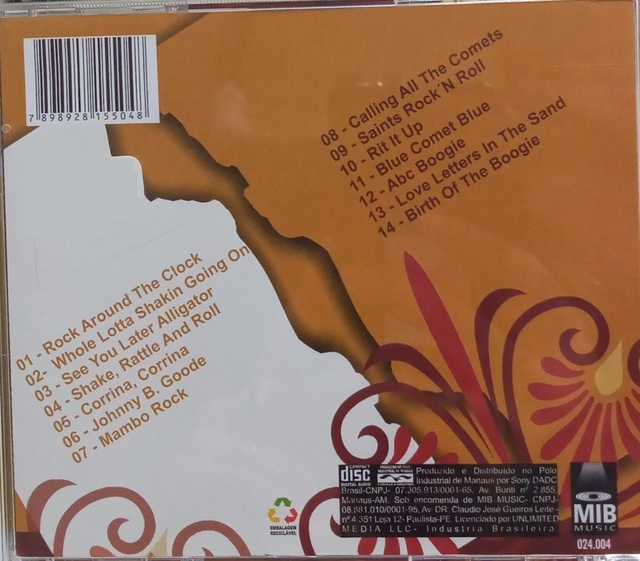 7 898928 155048
08 - Calling All The Comets
09 - Saints Rock´N Roll
10 - Rit It Up
11 - Blue Comet Blue
12 - Abc Boogie
13 - Love Letters In The Sand
14 - Birth Of The Boogie
01 - Rock Around The Clock
02- Whole Lotta Shakin Going On
03 - See You Later Alligator
04 - Shake, Rattle And Roll
05 - Corrina, Corrina
06 - Johnny B. Goode
07 - Mambo Rock
COMPACT
disc
DIGITAL AUDIO
Produzido e Distribuído no Pólo
Industrial de Manaus por Sony DADC
Brasil-CNPJ- 07.305.913/0001-65, Av. Buriti nº 2.855,
Manaus-AM. Sob encomenda de MIB MUSIC- CNPJ-
08.881.010/0001-95, Av. DR. Claudio José Gueiros Leite -
nº 4.351 Loja 12- Paulista-PE. Licenciado por UNLIMITED
MEDIA LLC- Industria Brasileira
EMBALAGEM
RECICLÁVEL
MIB
MUSIC
024.004